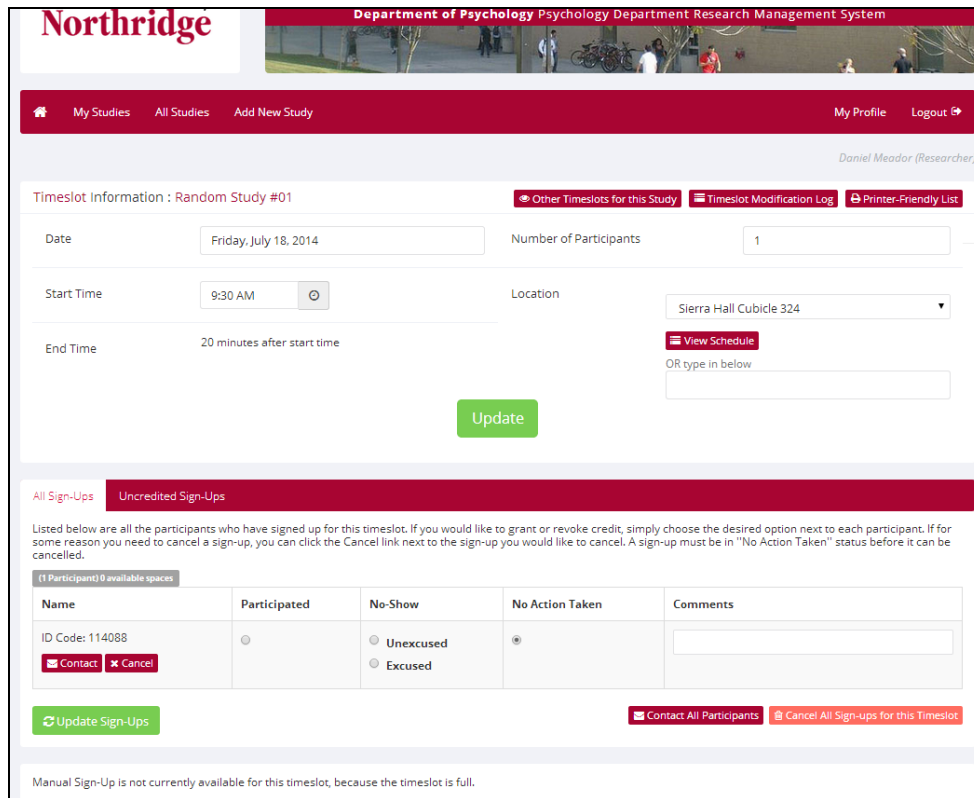 Northridge
Department of Psychology Psychology Department Research Management System
My Studies All Studies Add New Study My Profile Logout
Daniel Meador (Researcher)
Timeslot Information : Random Study #01 Other Timeslots for this Study Timeslot Modification Log Printer-Friendly List
Date Friday, July 18, 2014 Number of Participants 1
Start Time 9:30 AM Location Sierra Hall Cubicle 324
End Time 20 minutes after start time View Schedule
OR type in below
Update
All Sign-Ups Uncredited Sign-Ups
Listed below are all the participants who have signed up for this timeslot. If you would like to grant or revoke credit, simply choose the desired option next to each participant. If for
some reason you need to cancel a sign-up, you can click the Cancel link next to the sign-up you would like to cancel. A sign-up must be in "No Action Taken" status before it can be
cancelled.
(1 Participant) 0 available spaces
Name Participated No-Show No Action Taken Comments
ID Code: 114088 Unexcused
Contact Cancel Excused
Update Sign-Ups Contact All Participants Cancel All Sign-ups for this Timeslot
Manual Sign-Up is not currently available for this timeslot, because the timeslot is full.